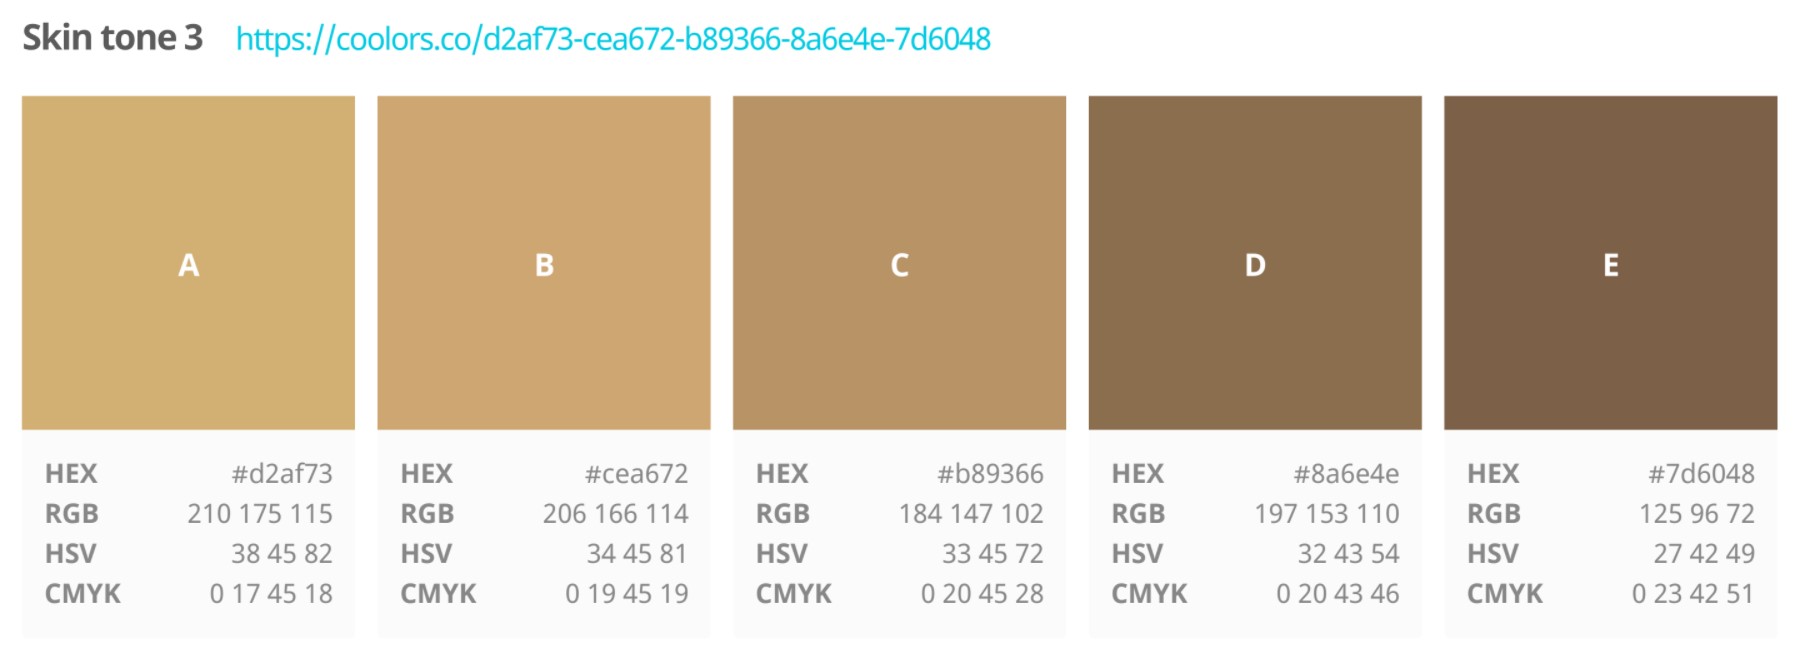 Skin tone 3 https://coolors.co/d2af73-cea672-b89366-8a6e4e-7d6048
A B C D E
HEX #d2af73 HEX #cea672 HEX #b89366 HEX #8a6e4e HEX #7d6048
RGB 210 175 115 RGB 206 166 114 RGB 184 147 102 RGB 197 153 110 RGB 125 96 72
HSV 38 45 82 HSV 34 45 81 HSV 33 45 72 HSV 32 43 54 HSV 27 42 49
CMYK 0 17 45 18 CMYK 0 19 45 19 CMYK 0 20 45 28 CMYK 0 20 43 46 CMYK 0 23 42 51